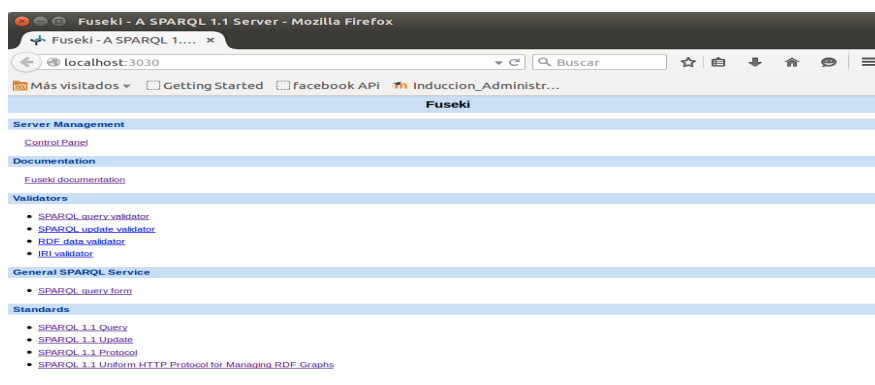 Fuseki - A SPARQL 1.1 Server - Mozilla Firefox
Fuseki - A SPARQL 1.... ×
localhost:3030
Buscar
Más visitados
Getting Started
facebook APi
Induccion_Administr...
Fuseki
Server Management
Control Panel
Documentation
Fuseki documentation
Validators
SPARQL query validator
SPARQL update validator
RDF data validator
IRI validator
General SPARQL Service
SPARQL query form
Standards
SPARQL 1.1 Query
SPARQL 1.1 Update
SPARQL 1.1 Protocol
SPARQL 1.1 Uniform HTTP Protocol for Managing RDF Graphs